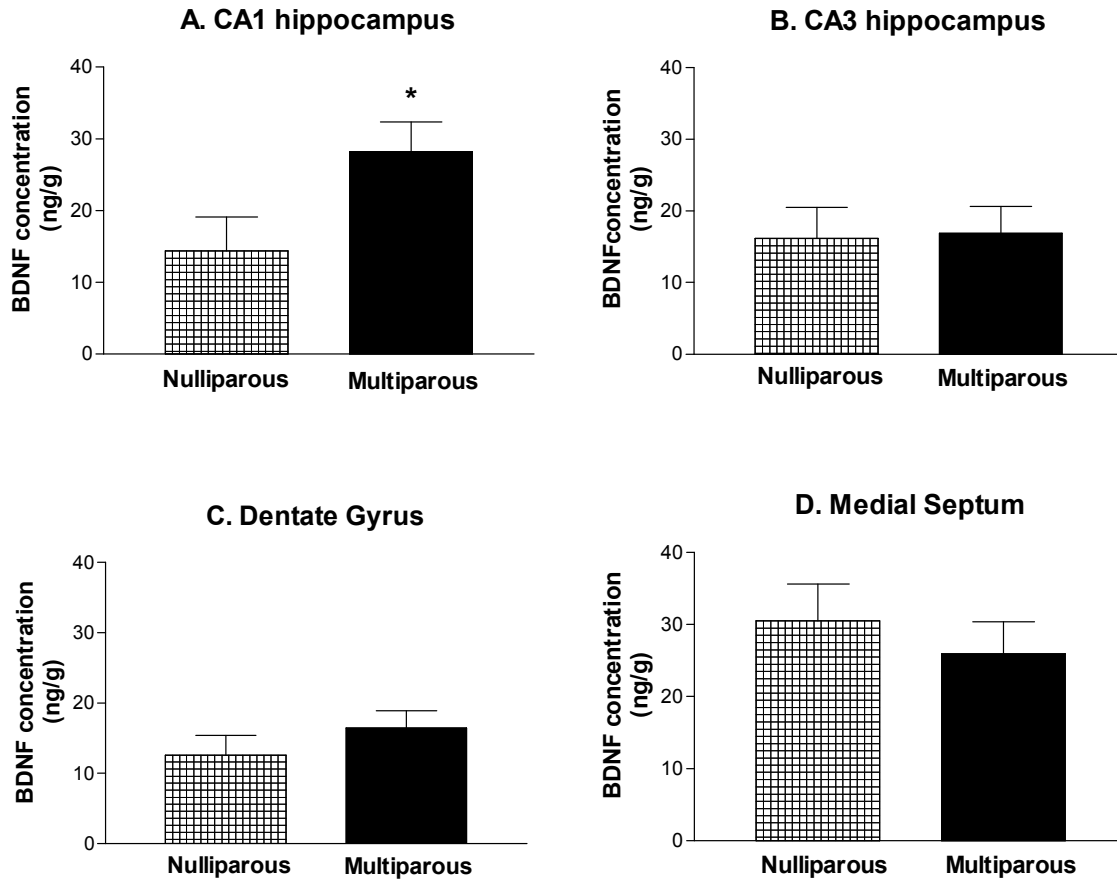 A. CA1 hippocampus
BDNF concentration
(ng/g)
40
30
20
10
0
*
Nulliparous
Multiparous
B. CA3 hippocampus
BDNFconcentration
(ng/g)
40
30
20
10
0
Nulliparous
Multiparous
C. Dentate Gyrus
BDNF concentration
(ng/g)
40
30
20
10
0
Nulliparous
Multiparous
D. Medial Septum
BDNF concentration
(ng/g)
40
30
20
10
0
Nulliparous
Multiparous